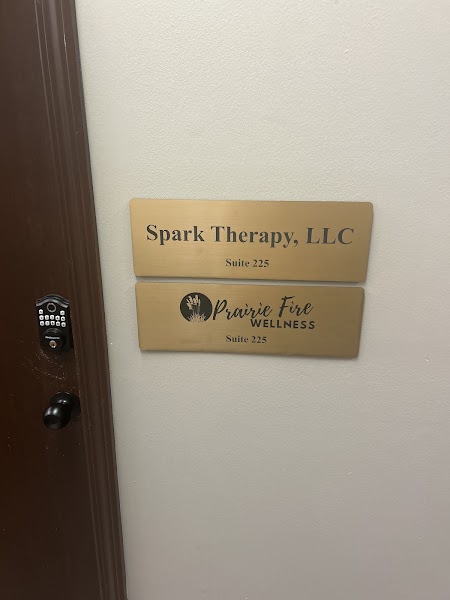 Spark Therapy, LLC
Suite 225
Prairie Fire
WELLNESS
Suite 225